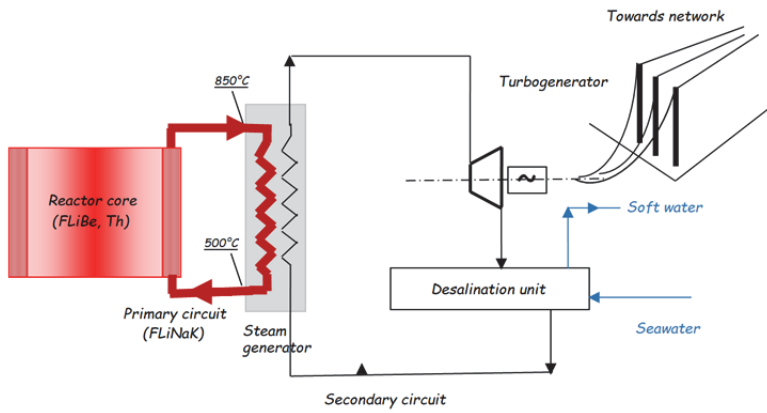 Towards network
850°C
Turbogenerator
Reactor core
(FLiBe, Th)
~
Soft water
500°C
Desalination unit
Primary circuit
(FLiNaK)
Steam
generator
Seawater
Secondary circuit